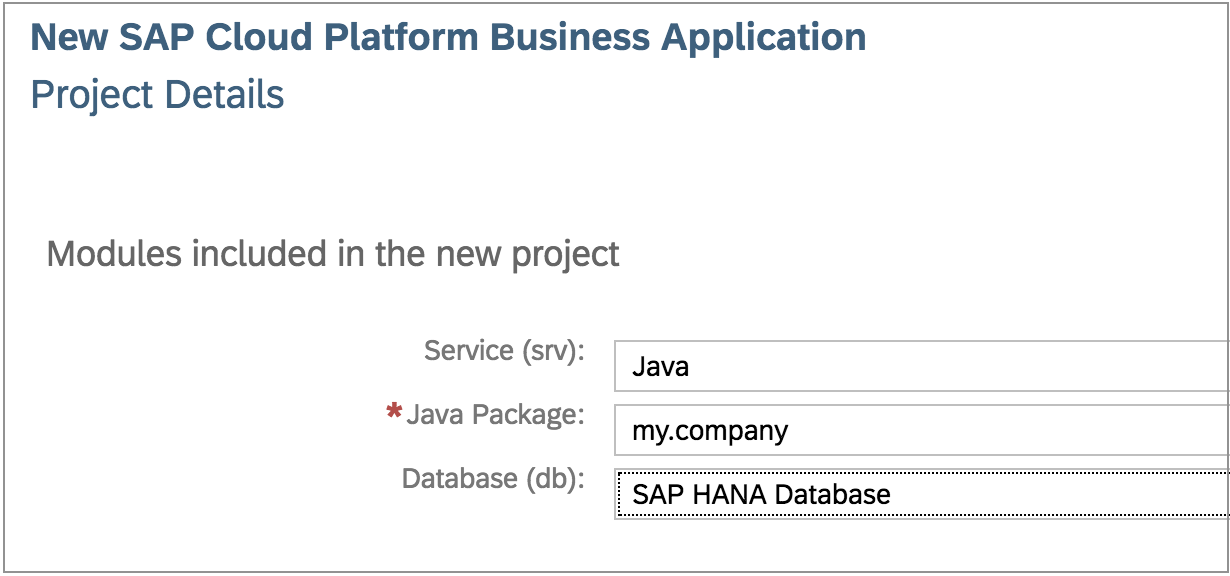 New SAP Cloud Platform Business Application
Project Details
Modules included in the new project
Service (srv): Java
*Java Package: my.company
Database (db): SAP HANA Database